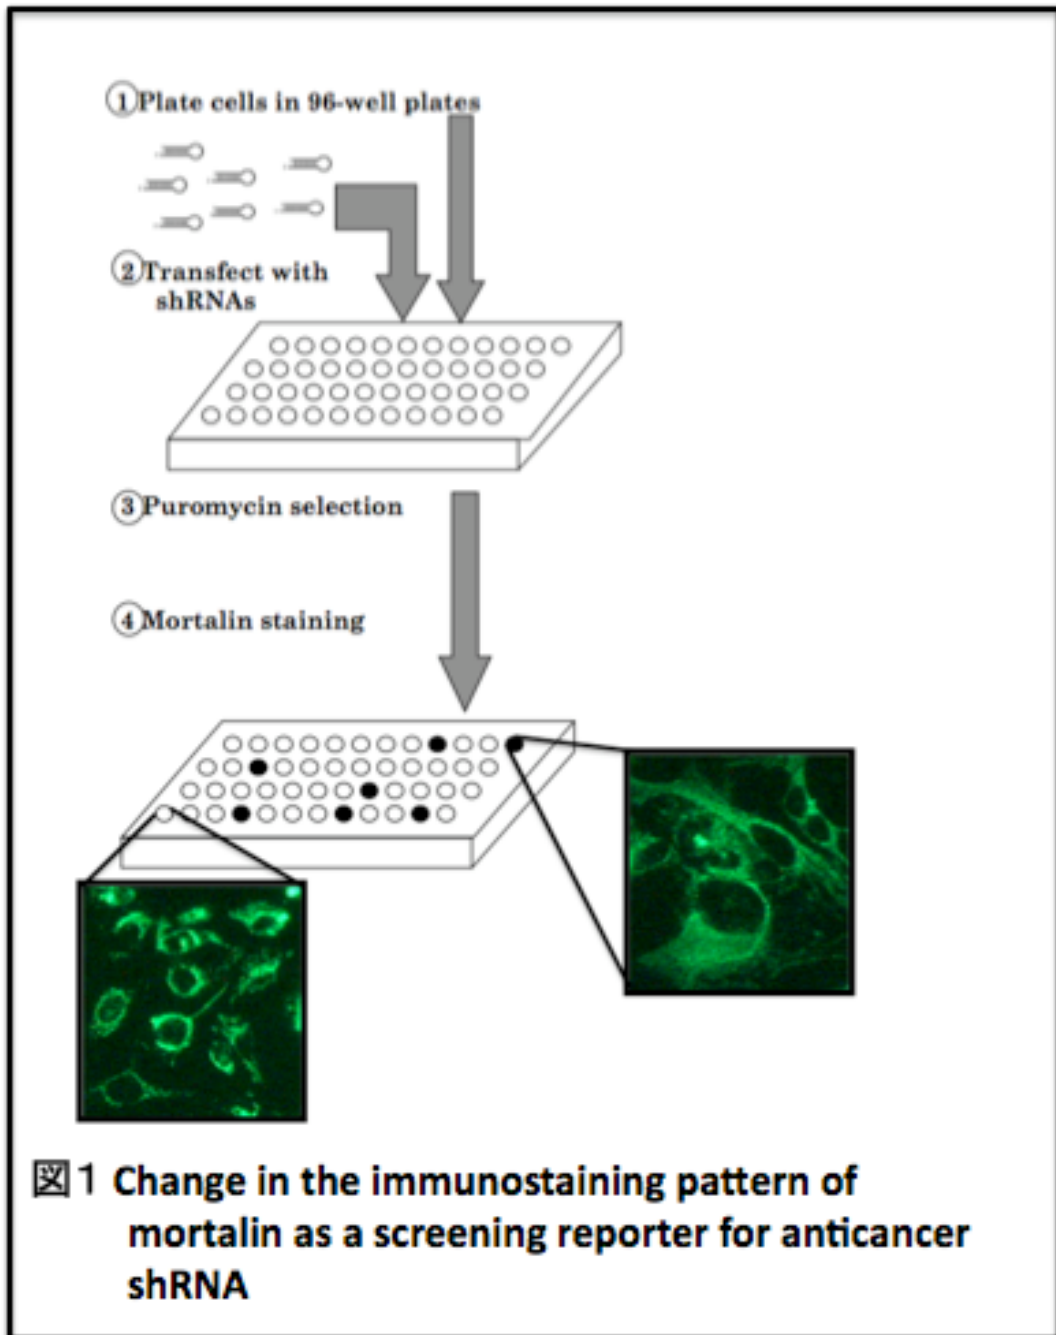 ①Plate cells in 96-well plates
②Transfect with
shRNAs
③Puromycin selection
④Mortalin staining
図1 Change in the immunostaining pattern of
mortalin as a screening reporter for anticancer
shRNA